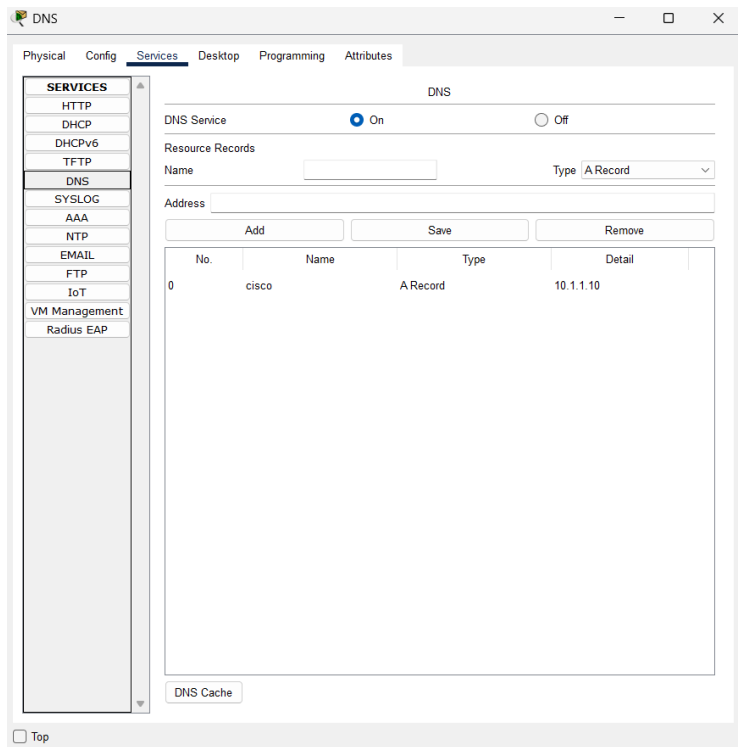 DNS
Physical Config Services Desktop Programming Attributes
SERVICES
HTTP
DHCP
DHCPv6
TFTP
DNS
SYSLOG
AAA
NTP
EMAIL
FTP
IoT
VM Management
Radius EAP
DNS
DNS Service On Off
Resource Records
Name Type A Record
Address
Add Save Remove
No. Name Type Detail
0 cisco A Record 10.1.1.10
DNS Cache
Top